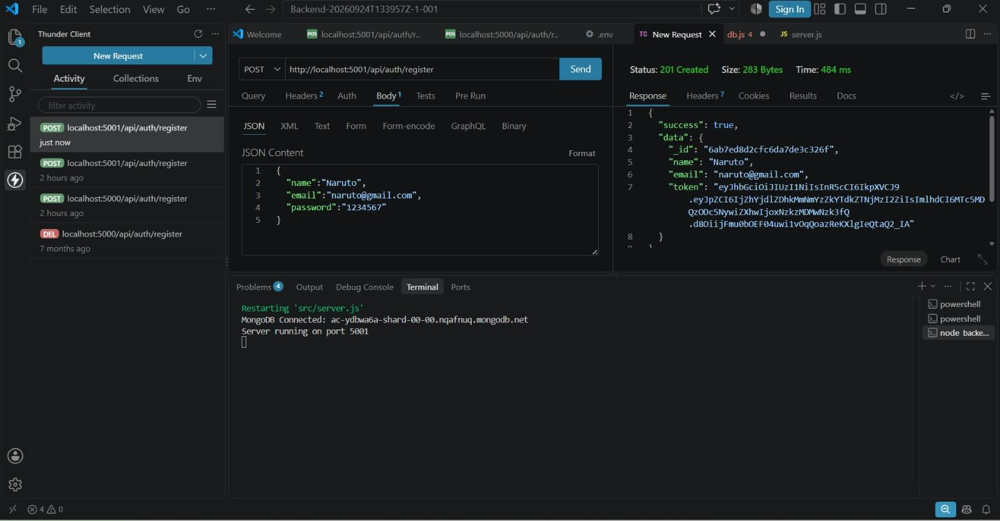 File Edit Selection View Go ··· Backend-20260924T133957Z-1-001 Sign In
1
Thunder Client
New Request
Activity Collections Env
filter activity
POST localhost:5001/api/auth/register
just now
POST localhost:5001/api/auth/register
2 hours ago
POST localhost:5000/api/auth/register
2 hours ago
DEL localhost:5000/api/auth/register
7 months ago
Welcome POS localhost:5001/api/auth/r.. POS localhost:5000/api/auth/r.. .env TC New Request db.js 4 JS server.js
POST http://localhost:5001/api/auth/register Send
Query Headers 2 Auth Body 1 Tests Pre Run
JSON XML Text Form Form-encode GraphQL Binary
JSON Content Format
1 {
2 "name":"Naruto",
3 "email":"naruto@gmail.com",
4 "password":"1234567"
5 }
Status: 201 Created Size: 283 Bytes Time: 484 ms
Response Headers 7 Cookies Results Docs </>
1 {
2 "success": true,
3 "data": {
4 "_id": "6ab7ed8d2cfc6da7de3c326f",
5 "name": "Naruto",
6 "email": "naruto@gmail.com",
7 "token": "eyJhbGciOiJIUzI1NiIsInR5cCI6IkpXVCJ9
.eyJpZCI6IjZhYjdlZDhkMmNmYzZkYTdkZTNjMzI2ZiIsImlhdCI6MTc5MD
QzODc5NywiZXhwIjoxNzkzMDMwNzk3fQ
.d8OiijFmu0bOEF04uwi1vOqQoazReKXlgIeQtaQ2_IA"
8 }
Response Chart
Problems 4 Output Debug Console Terminal Ports
Restarting 'src/server.js'
MongoDB Connected: ac-ydbwa6a-shard-00-00.nqafnuq.mongodb.net
Server running on port 5001
powershell
powershell
node backe...
4 0